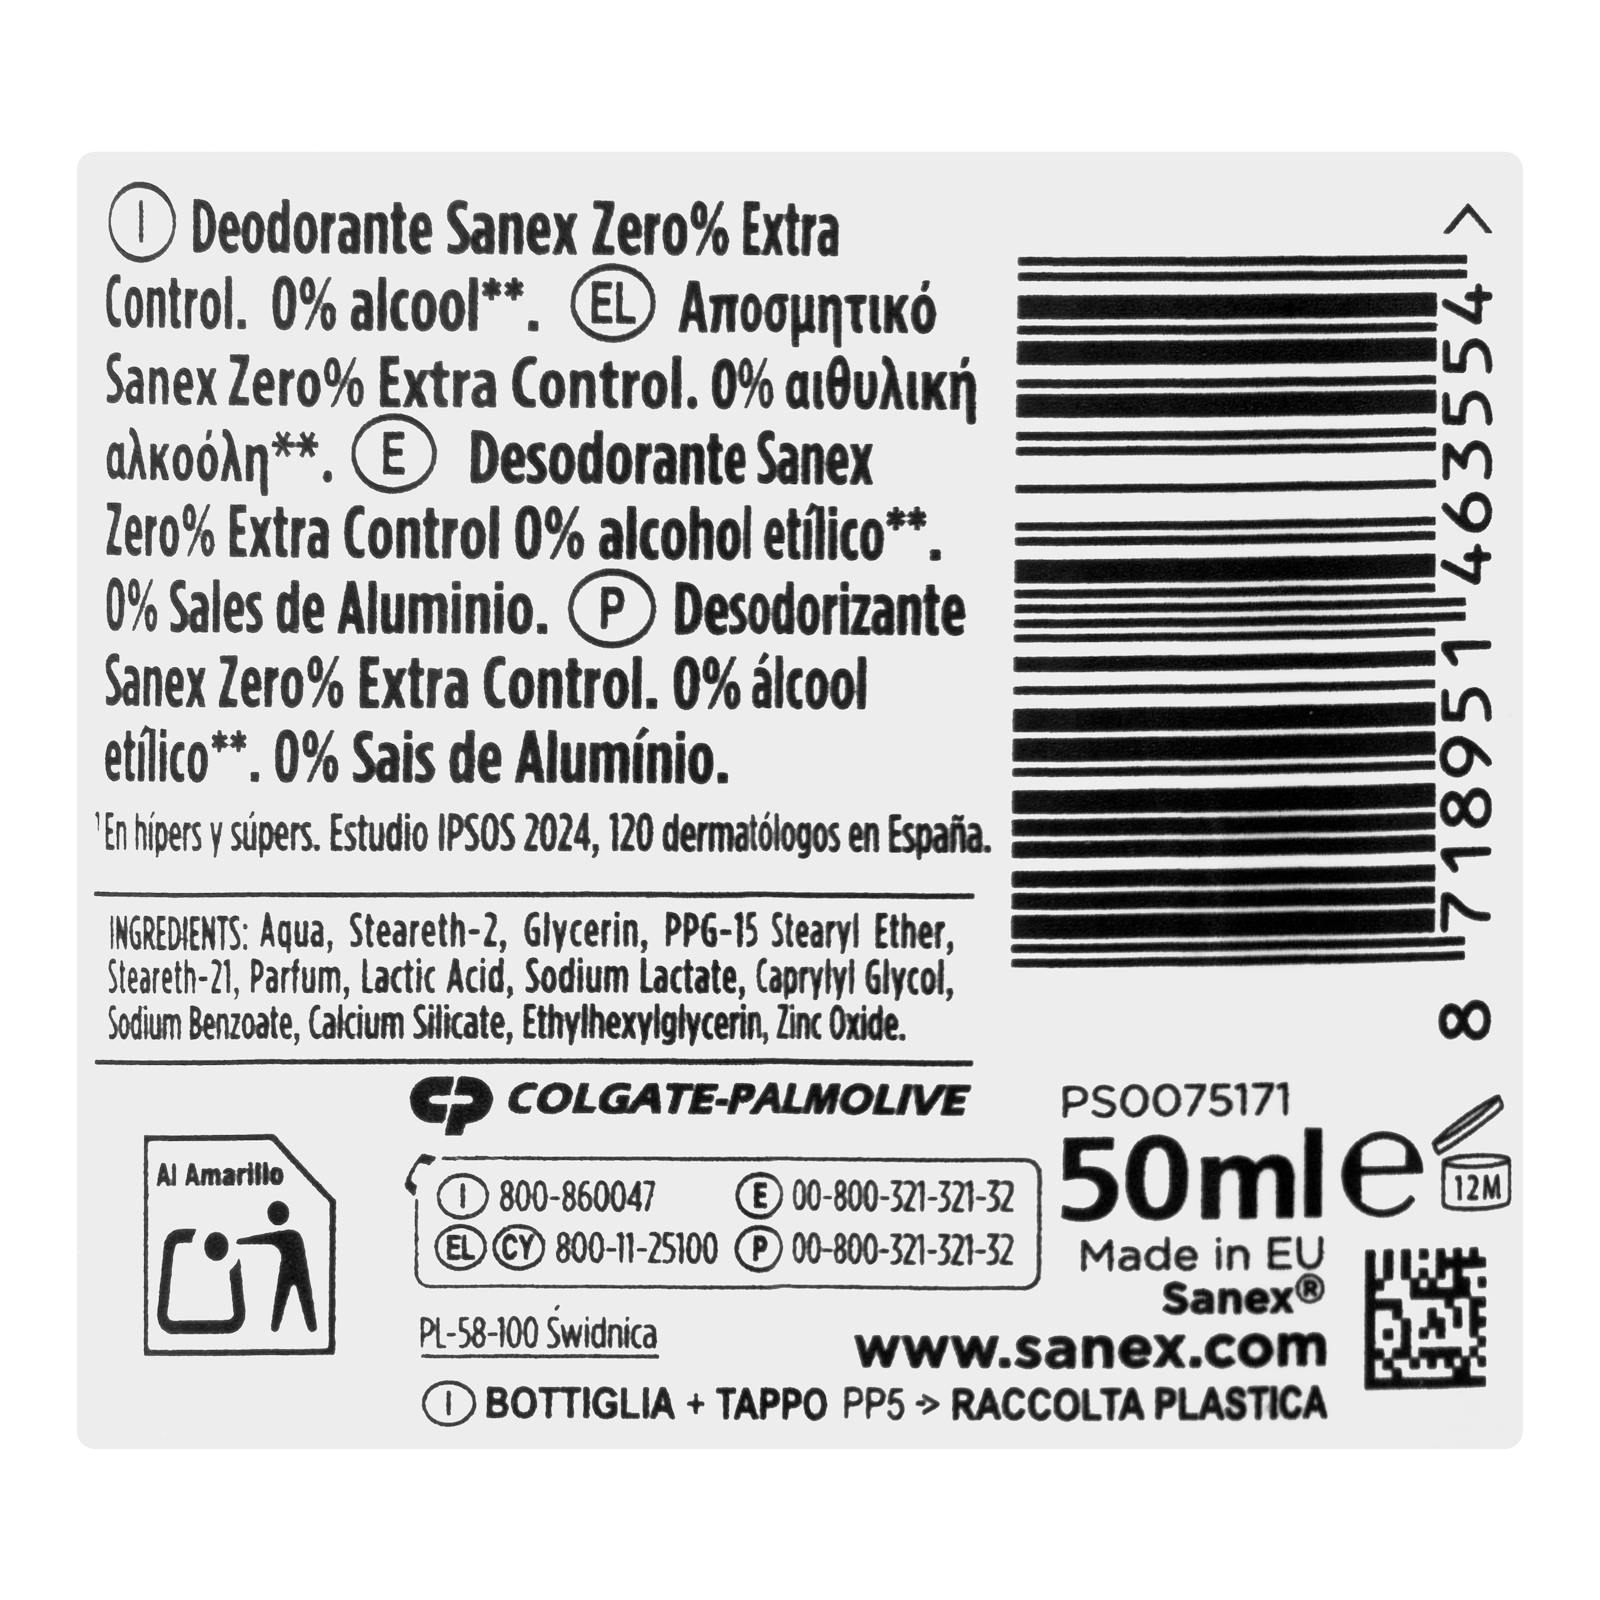 I Deodorante Sanex Zero% Extra
Control. 0% alcool**. EL Αποσμητικό
Sanex Zero% Extra Control. 0% αιθυλική
αλκοόλη**. E Desodorante Sanex
Zero% Extra Control 0% alcohol etílico**.
0% Sales de Aluminio. P Desodorizante
Sanex Zero% Extra Control. 0% álcool
etílico**. 0% Sais de Alumínio.
¹En hípers y súpers. Estudio IPSOS 2024, 120 dermatólogos en España.
INGREDIENTS: Aqua, Steareth-2, Glycerin, PPG-15 Stearyl Ether,
Steareth-21, Parfum, Lactic Acid, Sodium Lactate, Caprylyl Glycol,
Sodium Benzoate, Calcium Silicate, Ethylhexylglycerin, Zinc Oxide.
8 718951 463554 >
CP COLGATE-PALMOLIVE
Al Amarillo
I 800-860047 E 00-800-321-321-32
EL CY 800-11-25100 P 00-800-321-321-32
PL-58-100 Świdnica
PS0075171
50ml e 12M
Made in EU
Sanex®
www.sanex.com
I BOTTIGLIA + TAPPO PP5 -> RACCOLTA PLASTICA